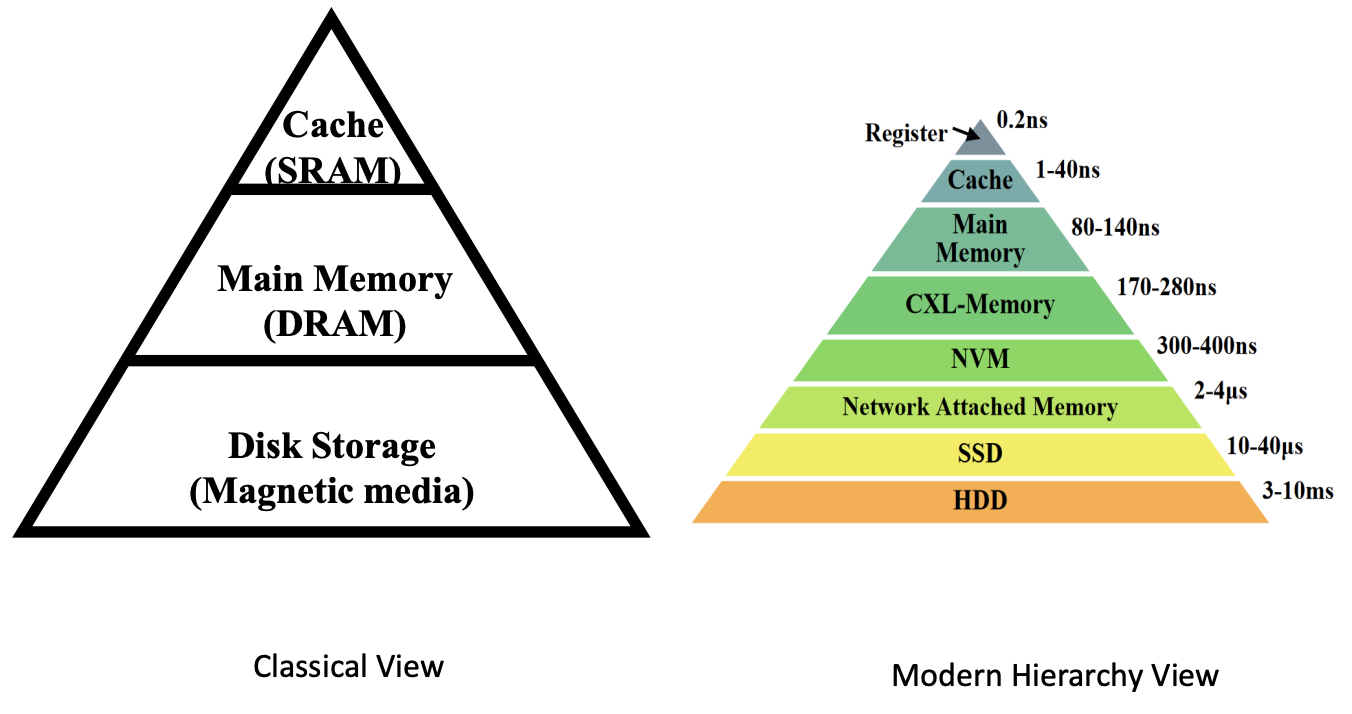 Cache
(SRAM)
Main Memory
(DRAM)
Disk Storage
(Magnetic media)
Classical View
Register
0.2ns
Cache
1-40ns
Main
Memory
80-140ns
CXL-Memory
170-280ns
NVM
300-400ns
Network Attached Memory
2-4μs
SSD
10-40μs
HDD
3-10ms
Modern Hierarchy View